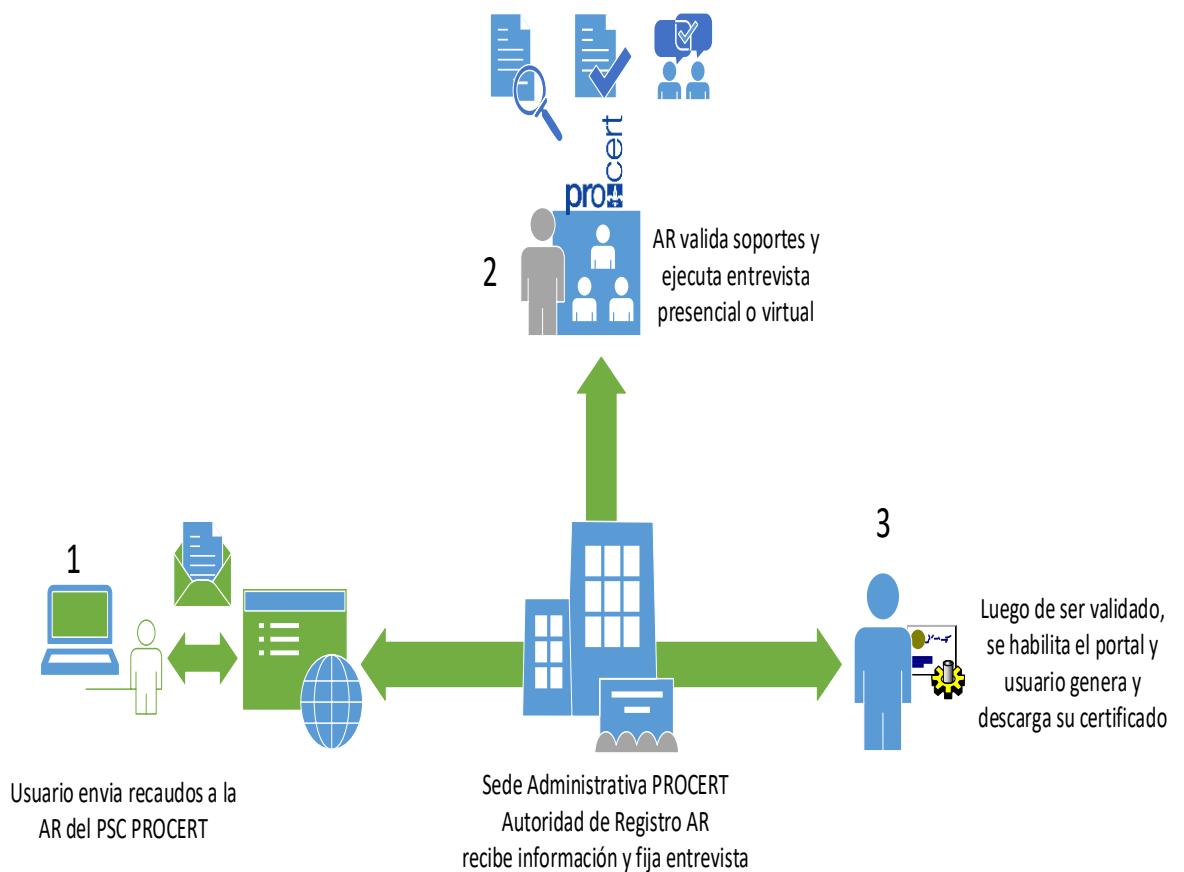 procert
2
AR valida soportes y
ejecuta entrevista
presencial o virtual
1
3
Luego de ser validado,
se habilita el portal y
usuario genera y
descarga su certificado
Usuario envia recaudos a la
AR del PSC PROCERT
Sede Administrativa PROCERT
Autoridad de Registro AR
recibe información y fija entrevista